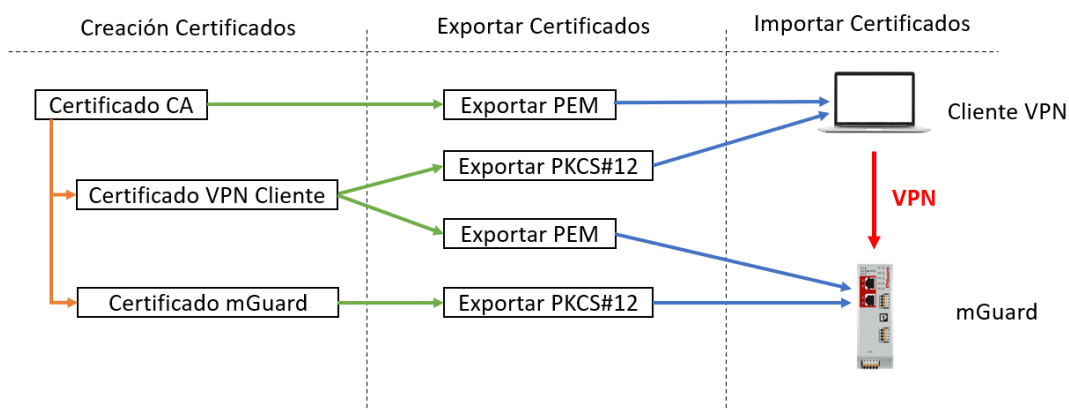 Creación Certificados
Exportar Certificados
Importar Certificados
Certificado CA
Exportar PEM
Cliente VPN
Exportar PKCS#12
Certificado VPN Cliente
VPN
Exportar PEM
Certificado mGuard
Exportar PKCS#12
mGuard